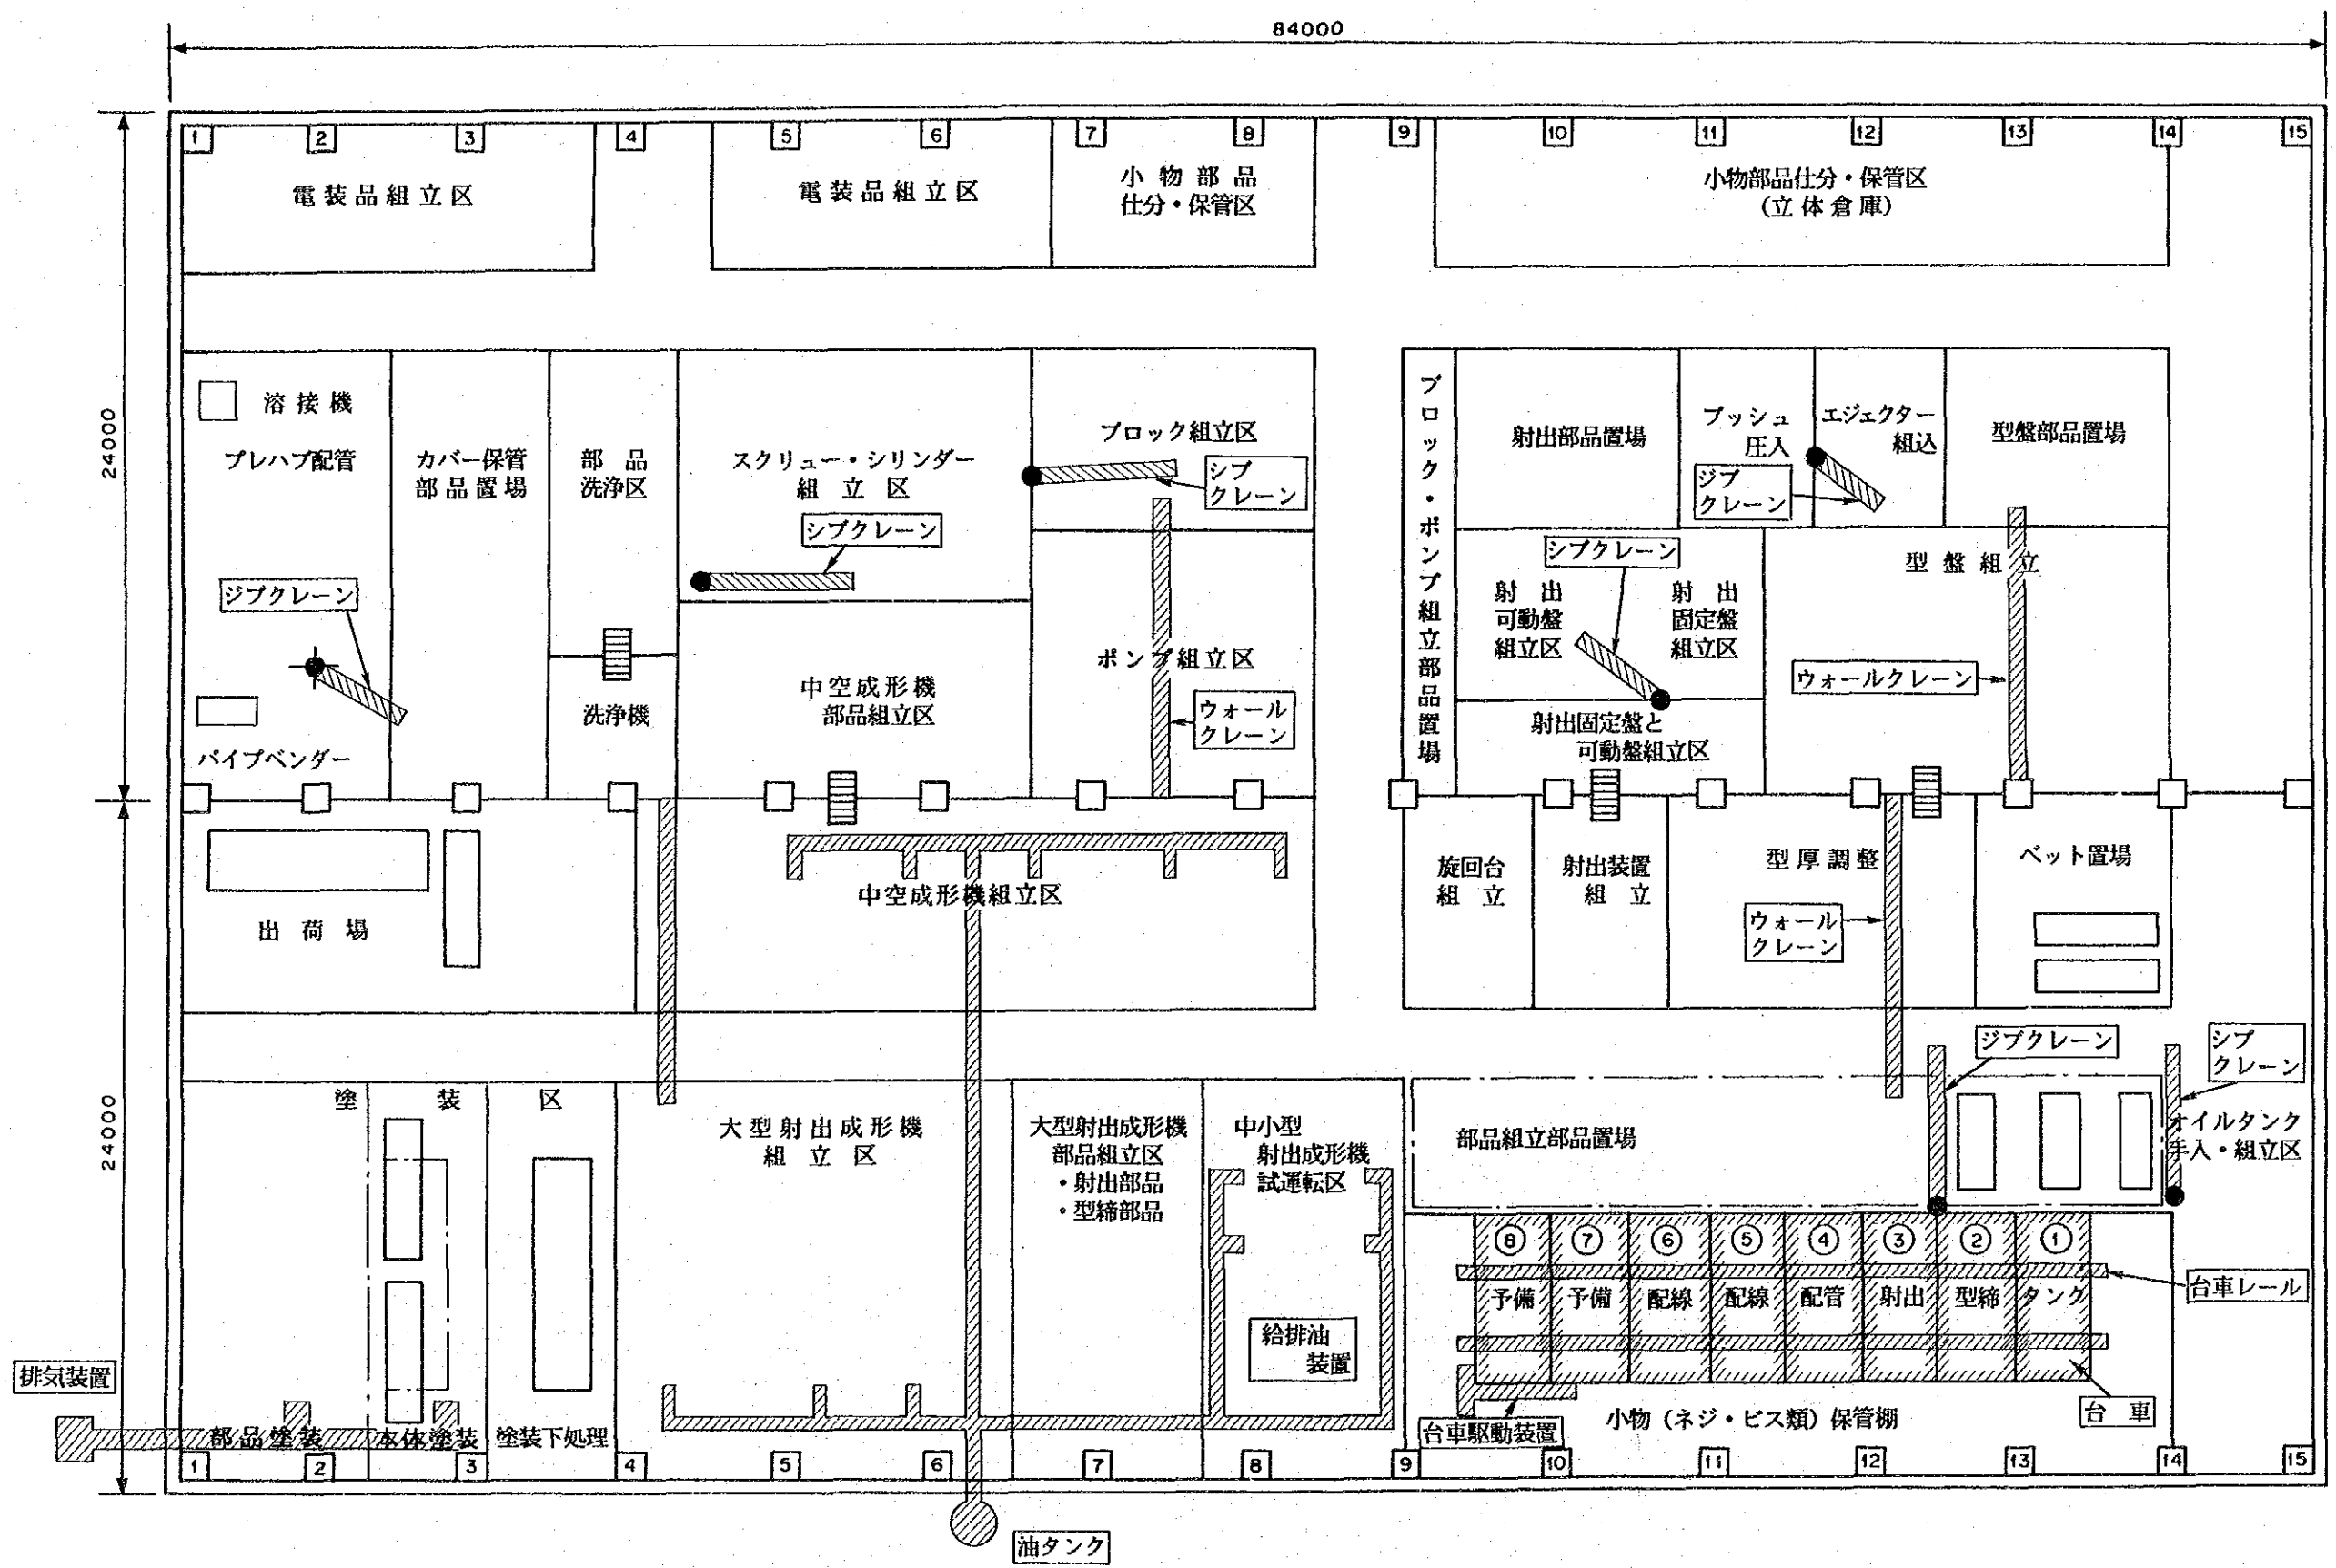 84000
24000
24000
1
2
3
4
5
6
7
8
9
10
11
12
13
14
15
電装品組立区
電装品組立区
小物部品
仕分・保管区
小物部品仕分・保管区
(立体倉庫)
溶接機
プレハブ配管
ジブクレーン
パイプベンダー
カバー保管
部品置場
部品
洗浄区
洗浄機
スクリュー・シリンダー
組立区
シブクレーン
中空成形機
部品組立区
ブロック組立区
シブ
クレーン
ポンプ組立区
ウォール
クレーン
ブロック・ポンプ組立部品置場
射出部品置場
ブッシュ
圧入
ジブ
クレーン
エジェクター
組込
型盤部品置場
シブクレーン
射出
可動盤
組立区
射出
固定盤
組立区
射出固定盤と
可動盤組立区
型盤組立
ウォールクレーン
出荷場
中空成形機組立区
旋回台
組立
射出装置
組立
型厚調整
ウォール
クレーン
ベット置場
塗装区
部品塗装
本体塗装
塗装下処理
排気装置
大型射出成形機
組立区
大型射出成形機
部品組立区
・射出部品
・型締部品
中小型
射出成形機
試運転区
給排油
装置
部品組立部品置場
ジブクレーン
シブ
クレーン
オイルタンク
手入・組立区
⑧
⑦
⑥
⑤
④
③
②
①
予備
予備
配線
配線
配管
射出
型締
タンク
台車レール
台車
台車駆動装置
小物(ネジ・ビス類)保管棚
1
2
3
4
5
6
7
8
9
10
11
12
13
14
15
油タンク